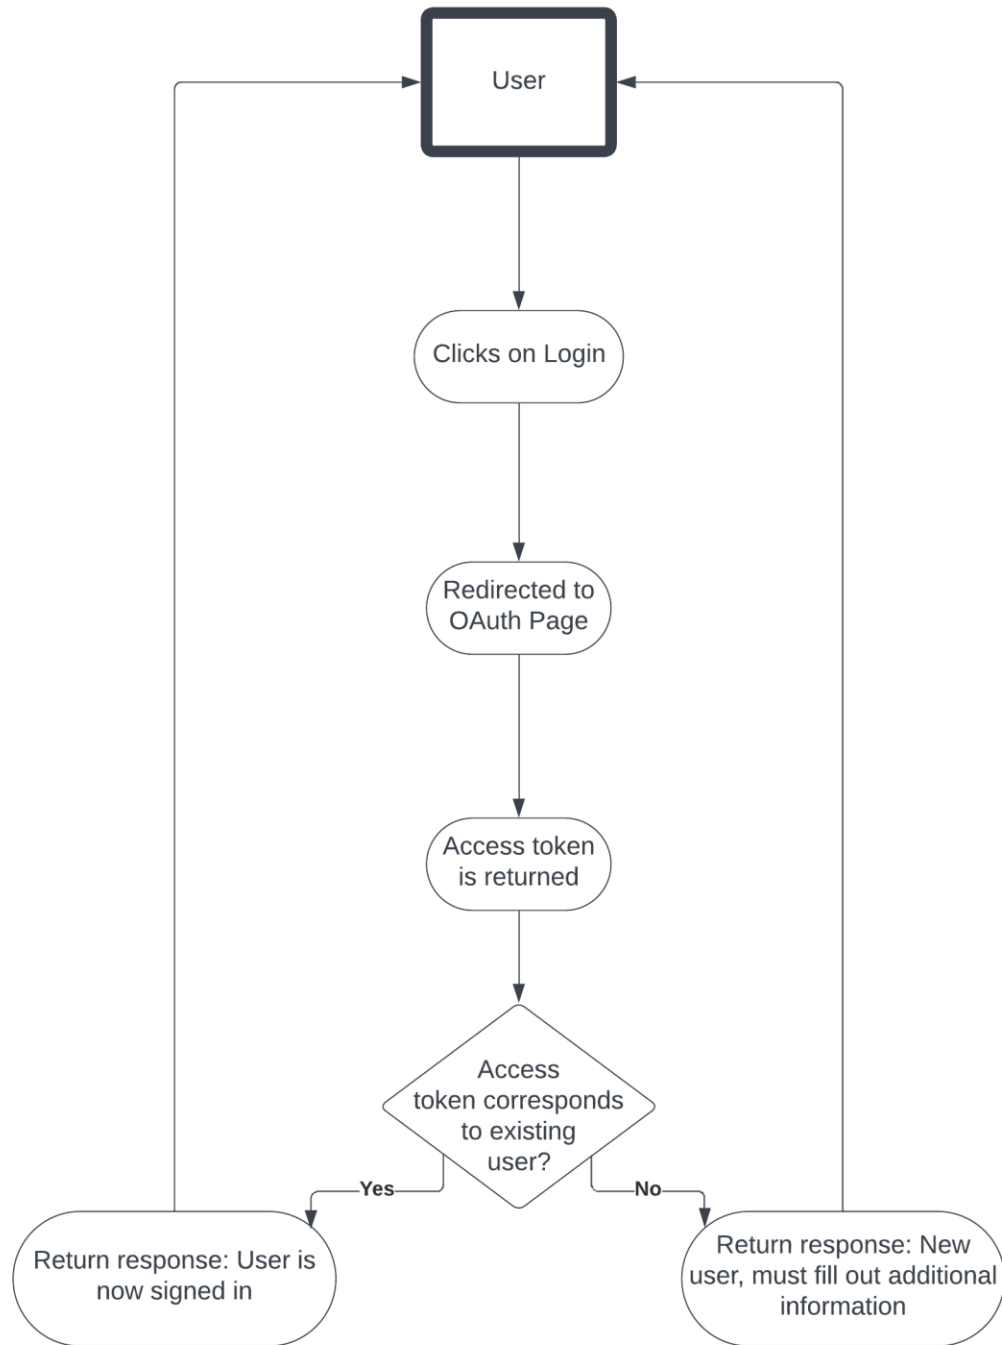 User
Clicks on Login
Redirected to
OAuth Page
Access token
is returned
Access
token corresponds
to existing
user?
Yes
No
Return response: User is
now signed in
Return response: New
user, must fill out additional
information